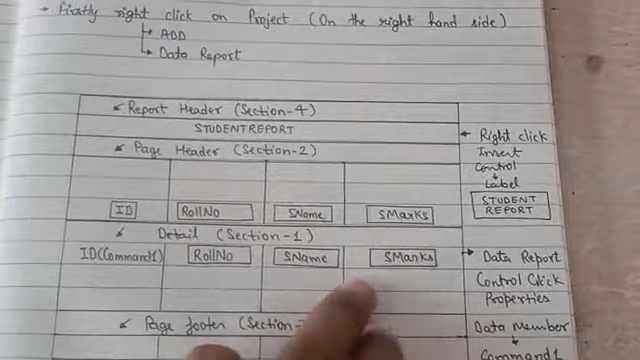 Firstly right click on Project (On the right hand side)
ADD
Data Report
Report Header (Section-4)
STUDENTREPORT
Page Header (Section-2)
ID RollNo SName SMarks
Detail (Section-1)
ID(Command1) RollNo SName SMarks
Page footer (Section-
Right click
Insert
Control
Label
STUDENT
REPORT
Data Report
Control Click
Properties
Data Member
Command1